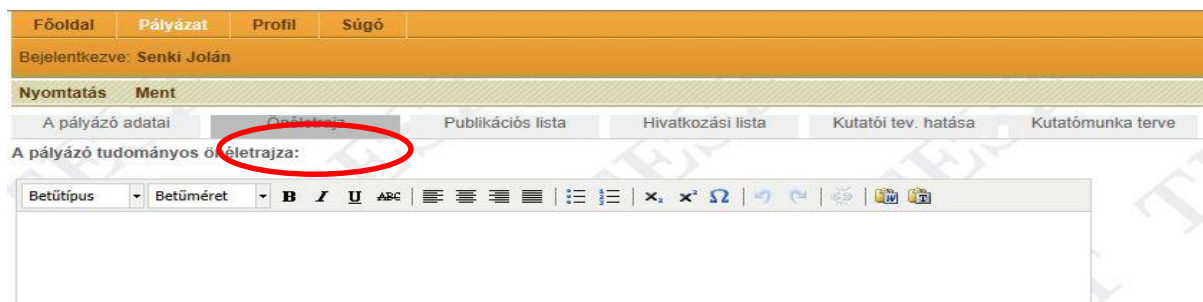 Főoldal Pályázat Profil Súgó
Bejelentkezve: Senki Jolán
Nyomtatás Ment
A pályázó adatai Önéletrajz Publikációs lista Hivatkozási lista Kutatói tev. hatása Kutatómunka terve
A pályázó tudományos önéletrajza:
Betűtípus Betűméret B I U ABC X₂ X² Ω